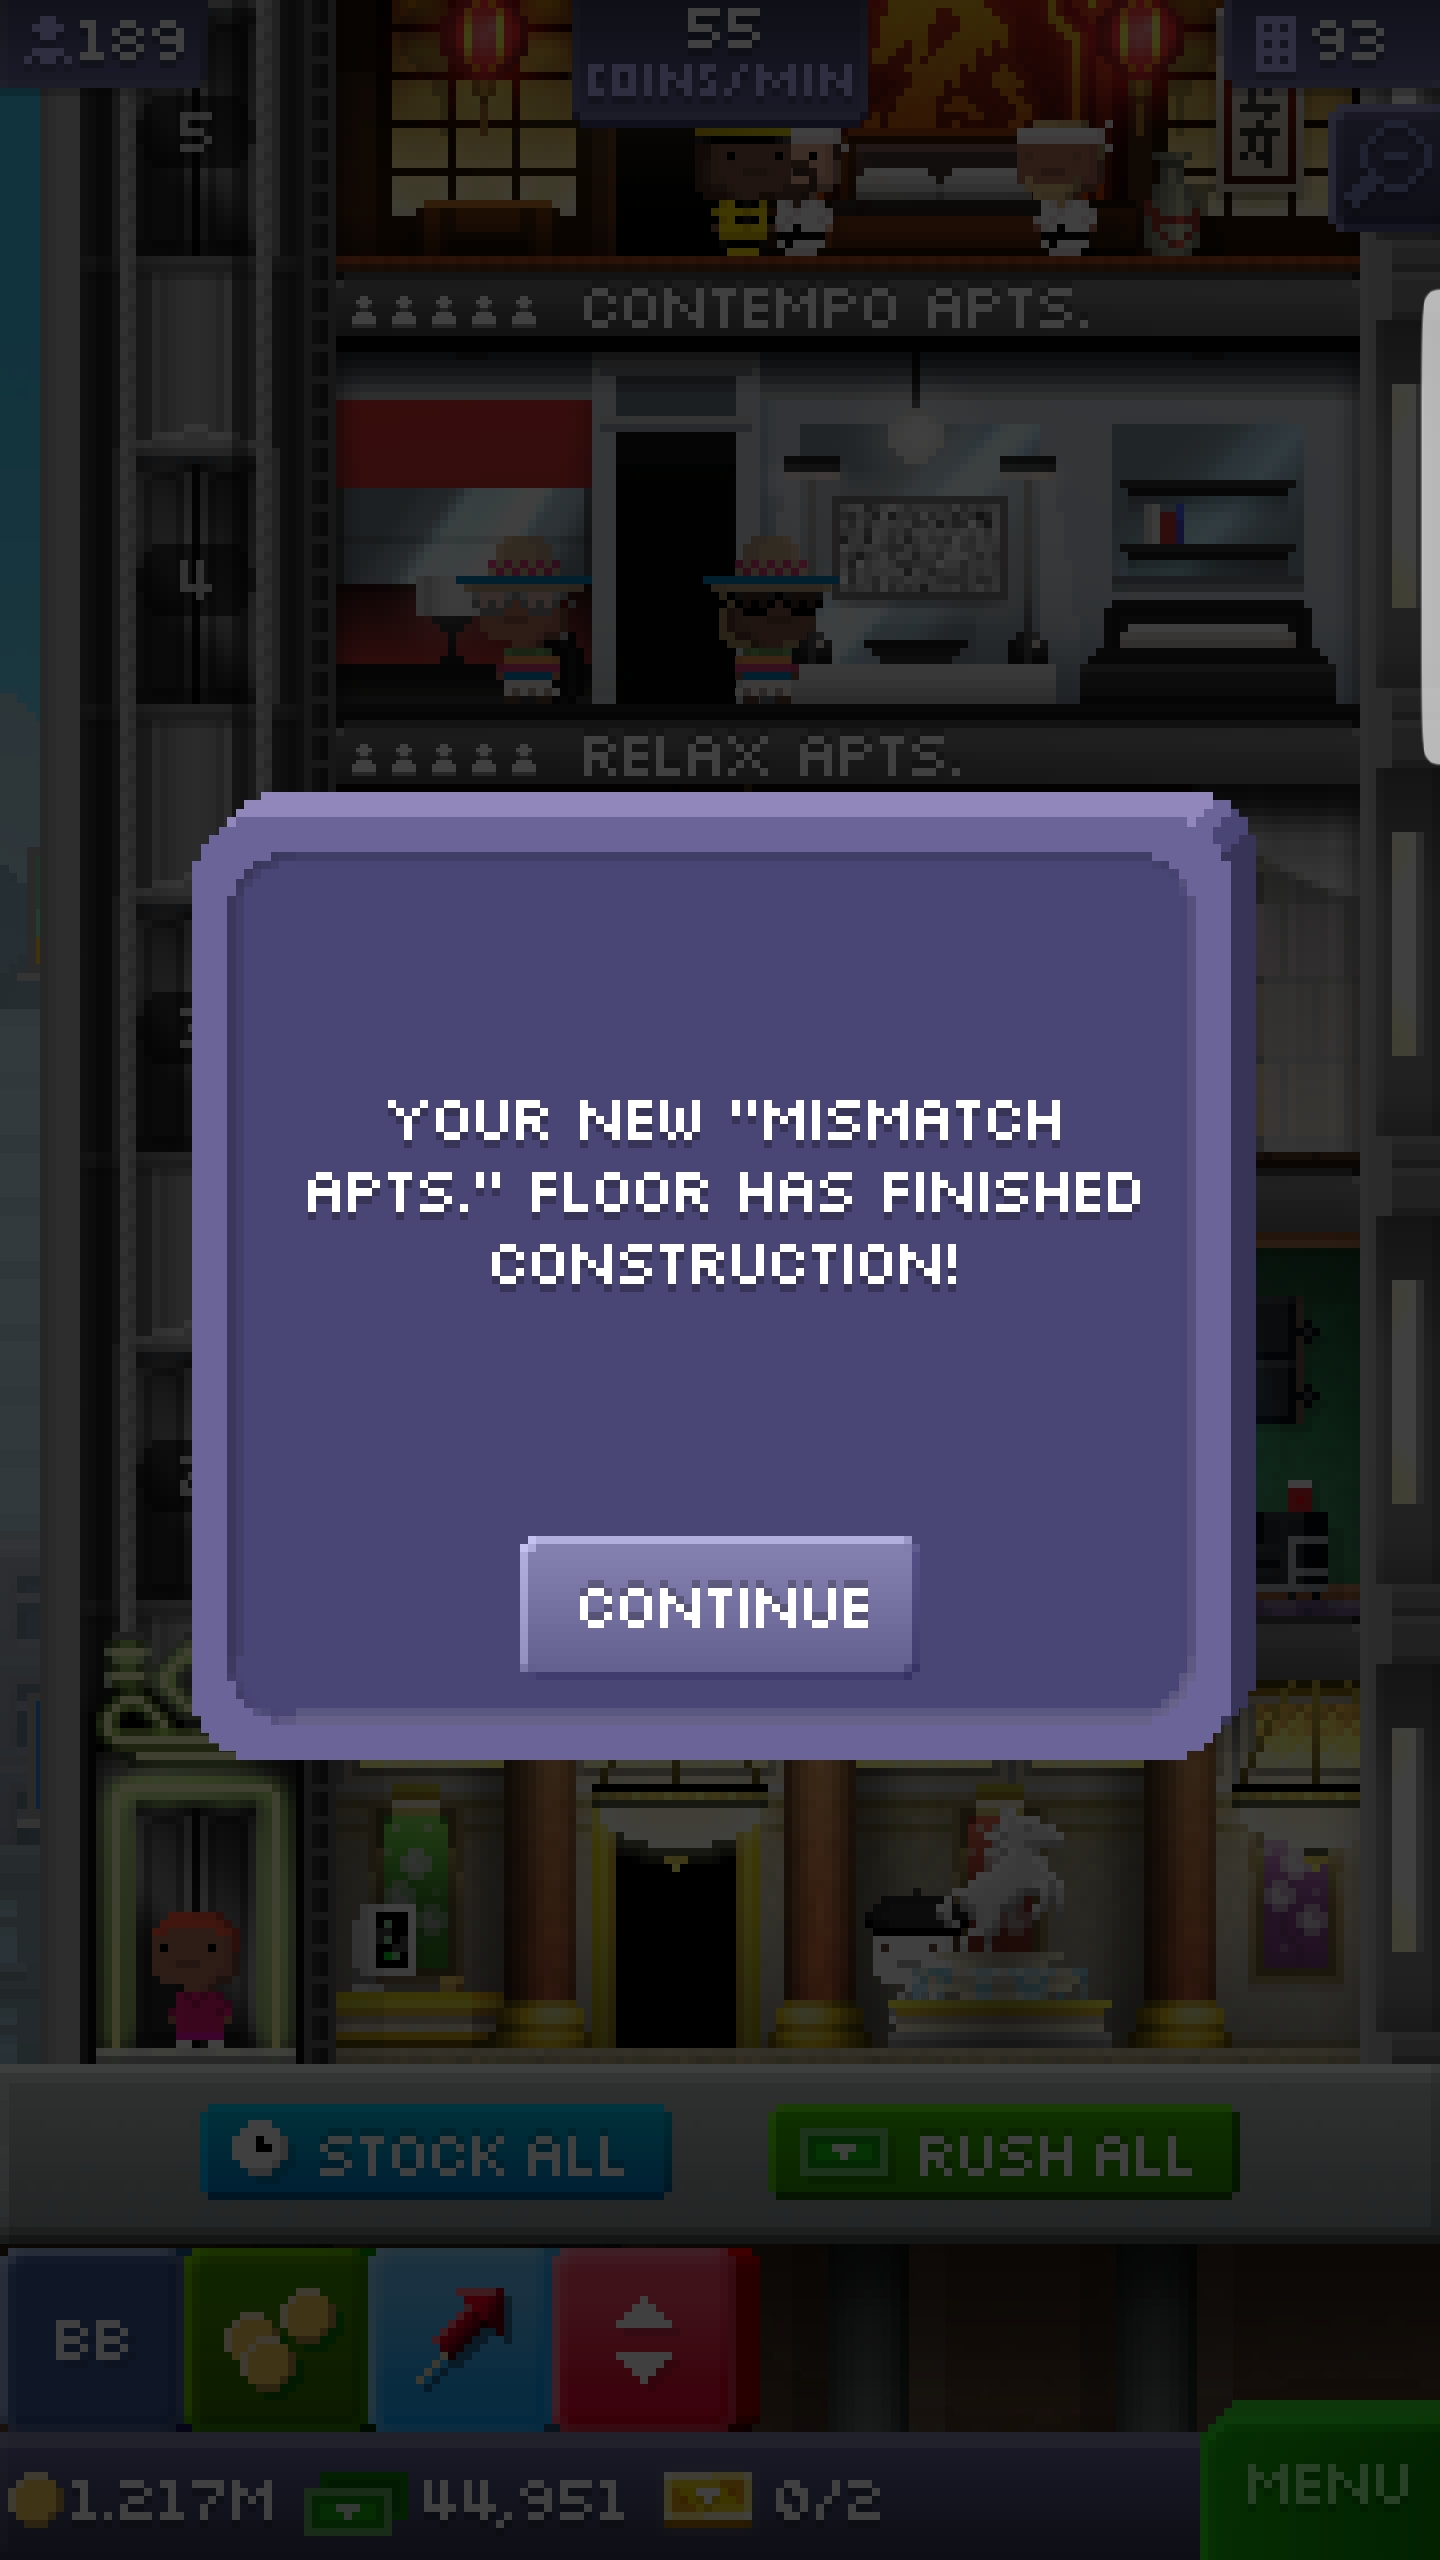 189
55
COINS/MIN
93
5
CONTEMPO APTS.
4
RELAX APTS.
YOUR NEW "MISMATCH
APTS." FLOOR HAS FINISHED
CONSTRUCTION!
CONTINUE
STOCK ALL
RUSH ALL
BB
1.217M
44,951
0/2
MENU